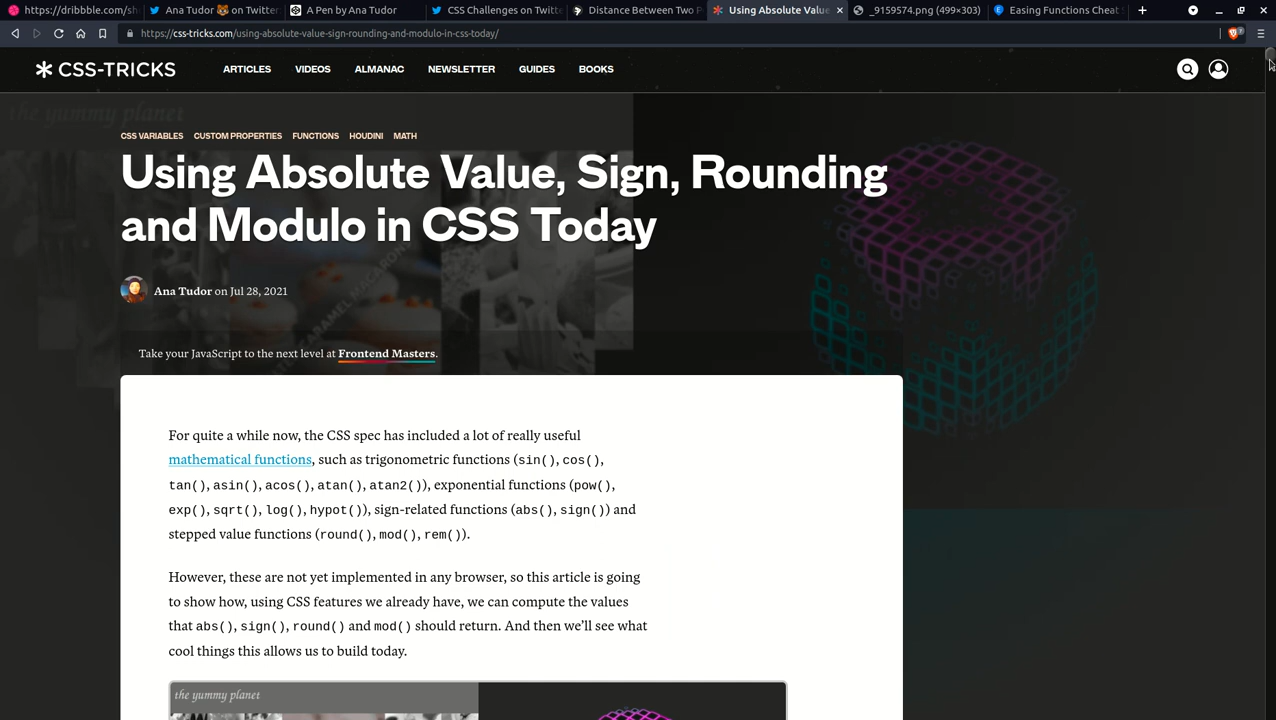 https://dribbble.com/sh
Ana Tudor 🐻 on Twitter
A Pen by Ana Tudor
CSS Challenges on Twitte
Distance Between Two P
Using Absolute Value
_9159574.png (499×303)
Easing Functions Cheat S
https://css-tricks.com/using-absolute-value-sign-rounding-and-modulo-in-css-today/
CSS-TRICKS
ARTICLES VIDEOS ALMANAC NEWSLETTER GUIDES BOOKS
the yummy planet
CSS VARIABLES CUSTOM PROPERTIES FUNCTIONS HOUDINI MATH
Using Absolute Value, Sign, Rounding
and Modulo in CSS Today
Ana Tudor on Jul 28, 2021
Take your JavaScript to the next level at Frontend Masters.
For quite a while now, the CSS spec has included a lot of really useful
mathematical functions, such as trigonometric functions (sin(), cos(),
tan(), asin(), acos(), atan(), atan2()), exponential functions (pow(),
exp(), sqrt(), log(), hypot()), sign-related functions (abs(), sign()) and
stepped value functions (round(), mod(), rem()).
However, these are not yet implemented in any browser, so this article is going
to show how, using CSS features we already have, we can compute the values
that abs(), sign(), round() and mod() should return. And then we'll see what
cool things this allows us to build today.
the yummy planet